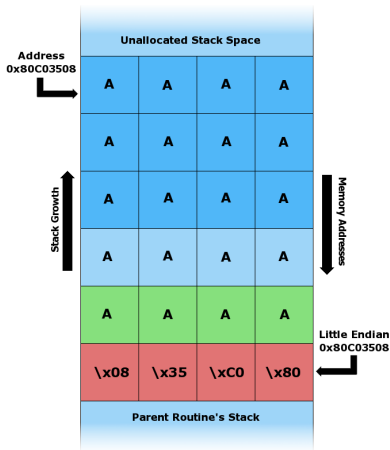 Unallocated Stack Space
Address
0x80C03508
A A A A
A A A A
A A A A
Stack Growth
Memory Addresses
A A A A
A A A A
Little Endian
0x80C03508
\x08 \x35 \xC0 \x80
Parent Routine's Stack